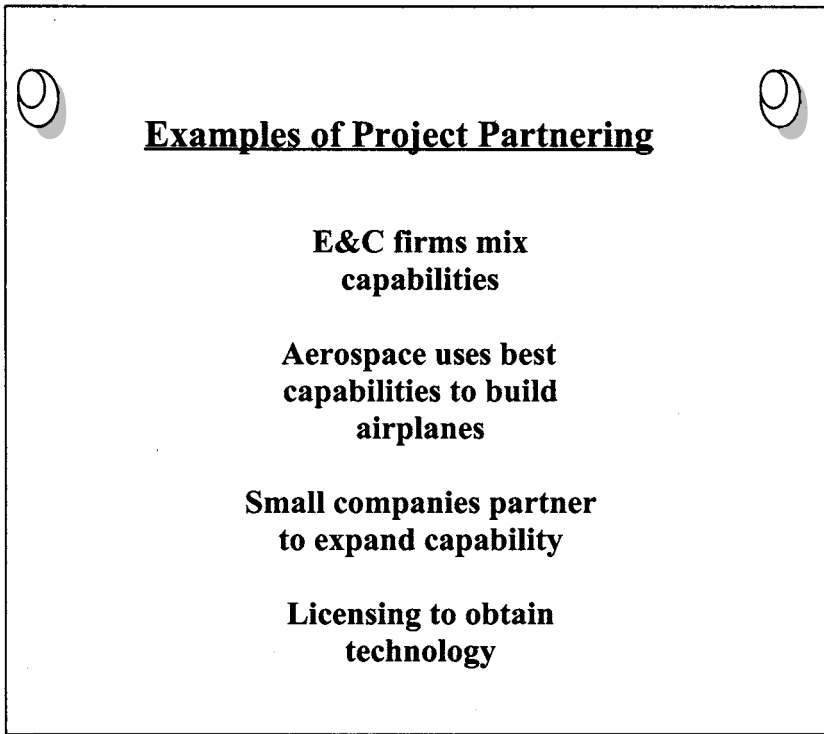 Examples of Project Partnering
E&C firms mix
capabilities
Aerospace uses best
capabilities to build
airplanes
Small companies partner
to expand capability
Licensing to obtain
technology